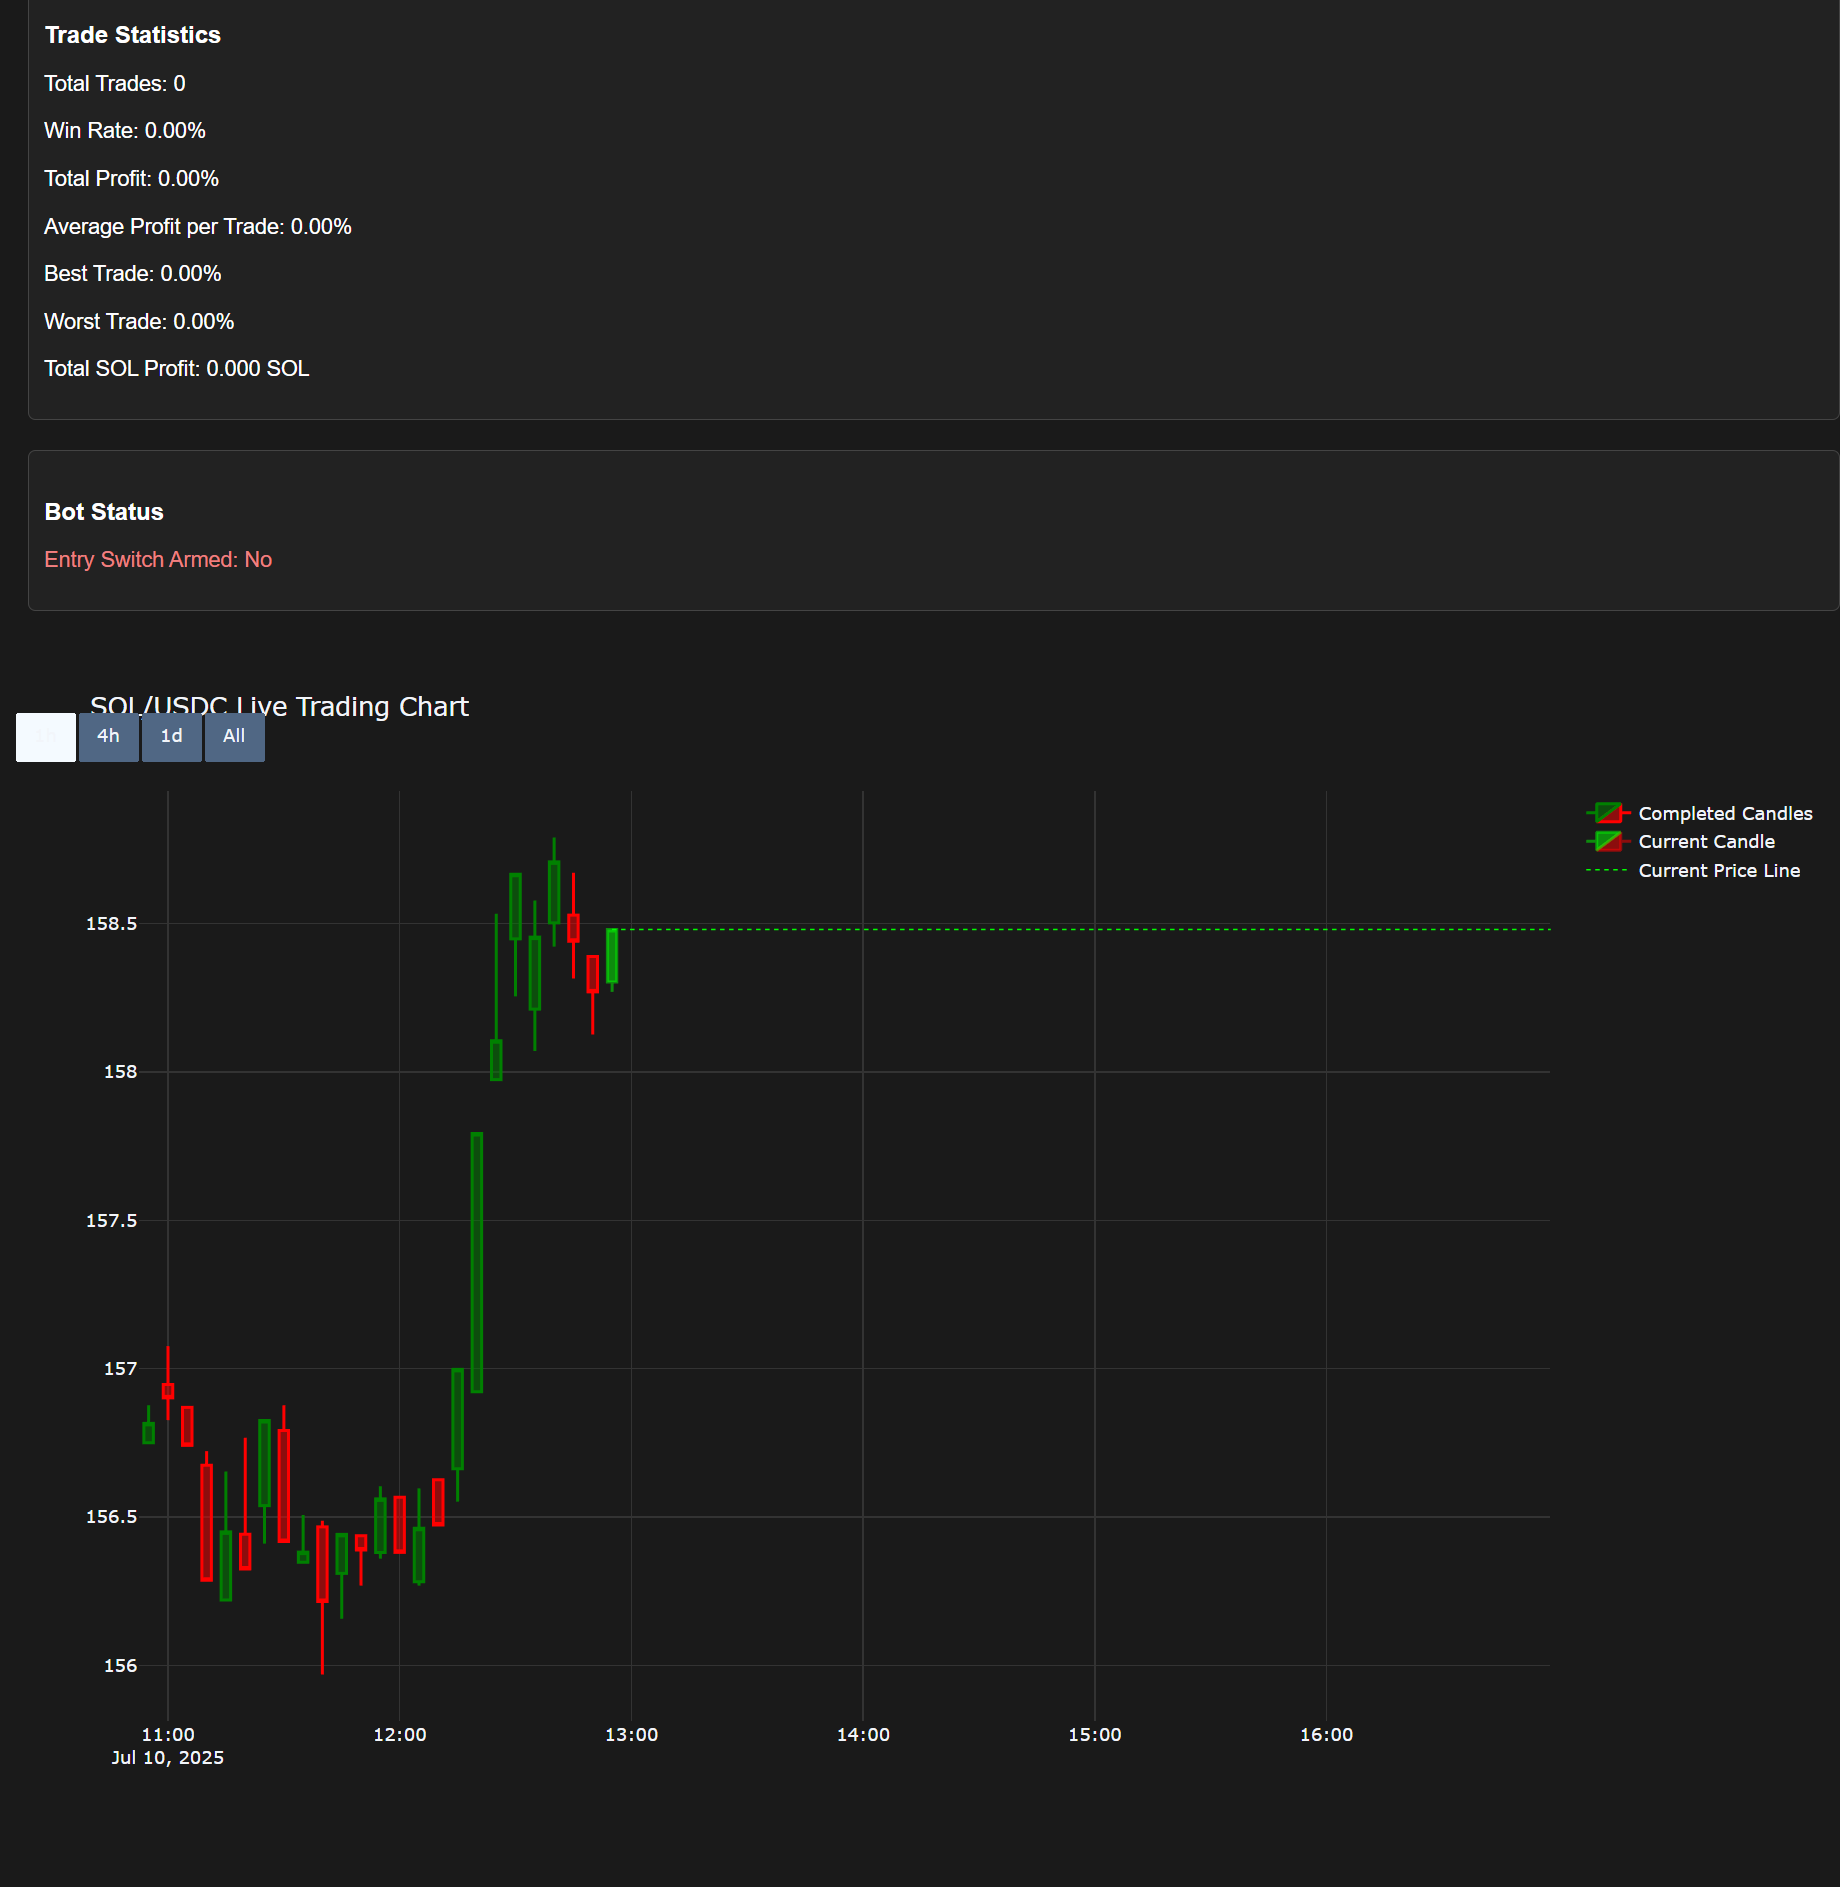 Trade Statistics
Total Trades: 0
Win Rate: 0.00%
Total Profit: 0.00%
Average Profit per Trade: 0.00%
Best Trade: 0.00%
Worst Trade: 0.00%
Total SOL Profit: 0.000 SOL
Bot Status
Entry Switch Armed: No
SOL/USDC Live Trading Chart
1h 4h 1d All
Completed Candles
Current Candle
Current Price Line
158.5
158
157.5
157
156.5
156
11:00 12:00 13:00 14:00 15:00 16:00
Jul 10, 2025